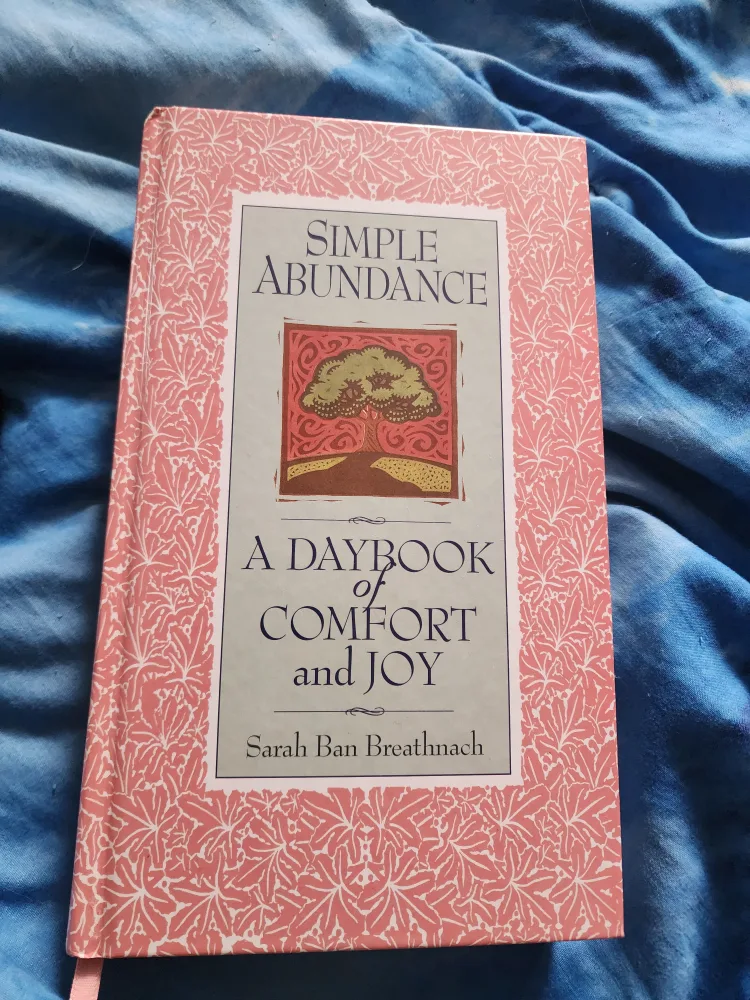 SIMPLE
ABUNDANCE
A DAYBOOK
of
COMFORT
and JOY
Sarah Ban Breathnach